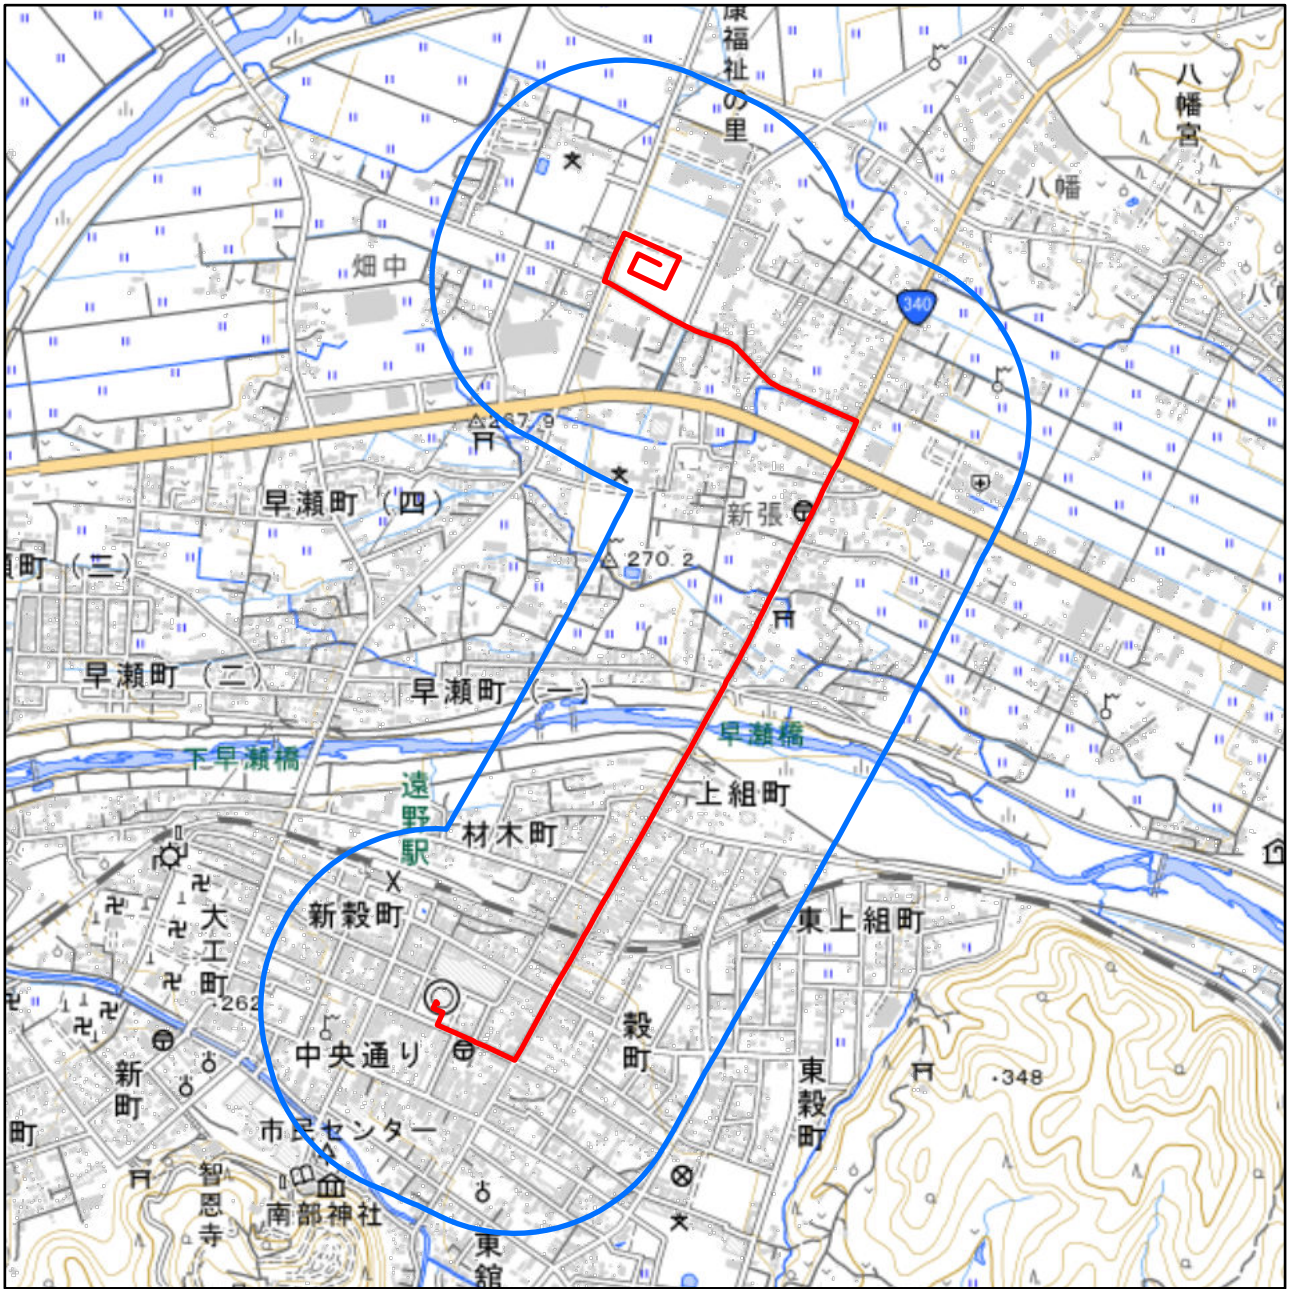 康福祉の里
八幡宮
八幡
畑中
340
267.9
早瀬町(四)
新張
270.2
町(三)
早瀬町(二)
早瀬町(一)
早瀬橋
下早瀬橋
上組町
遠野駅
材木町
新穀町
東上組町
大工町
262
穀町
中央通り
新町
東穀町
348
町
市民センター
智恩寺
南部神社
東舘